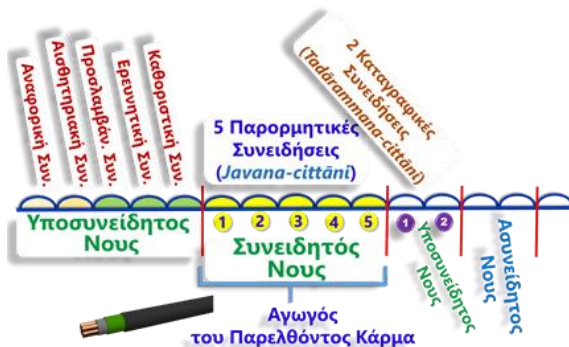 Αναφορική Συν.
Αισθητηριακή Συν.
Προσλαμβάν. Συν.
Ερευνητική Συν.
Καθοριστική Συν.
5 Παρορμητικές
Συνειδήσεις
(Javana-cittāni)
2 Καταγραφικές
Συνειδήσεις
(Tadārammana-cittāni)
Υποσυνείδητος
Νους
1 2 3 4 5
Συνειδητός
Νους
1 2
Υποσυνείδητος
Νους
Ασυνείδητος
Νους
Αγωγός
του Παρελθόντος Κάρμα